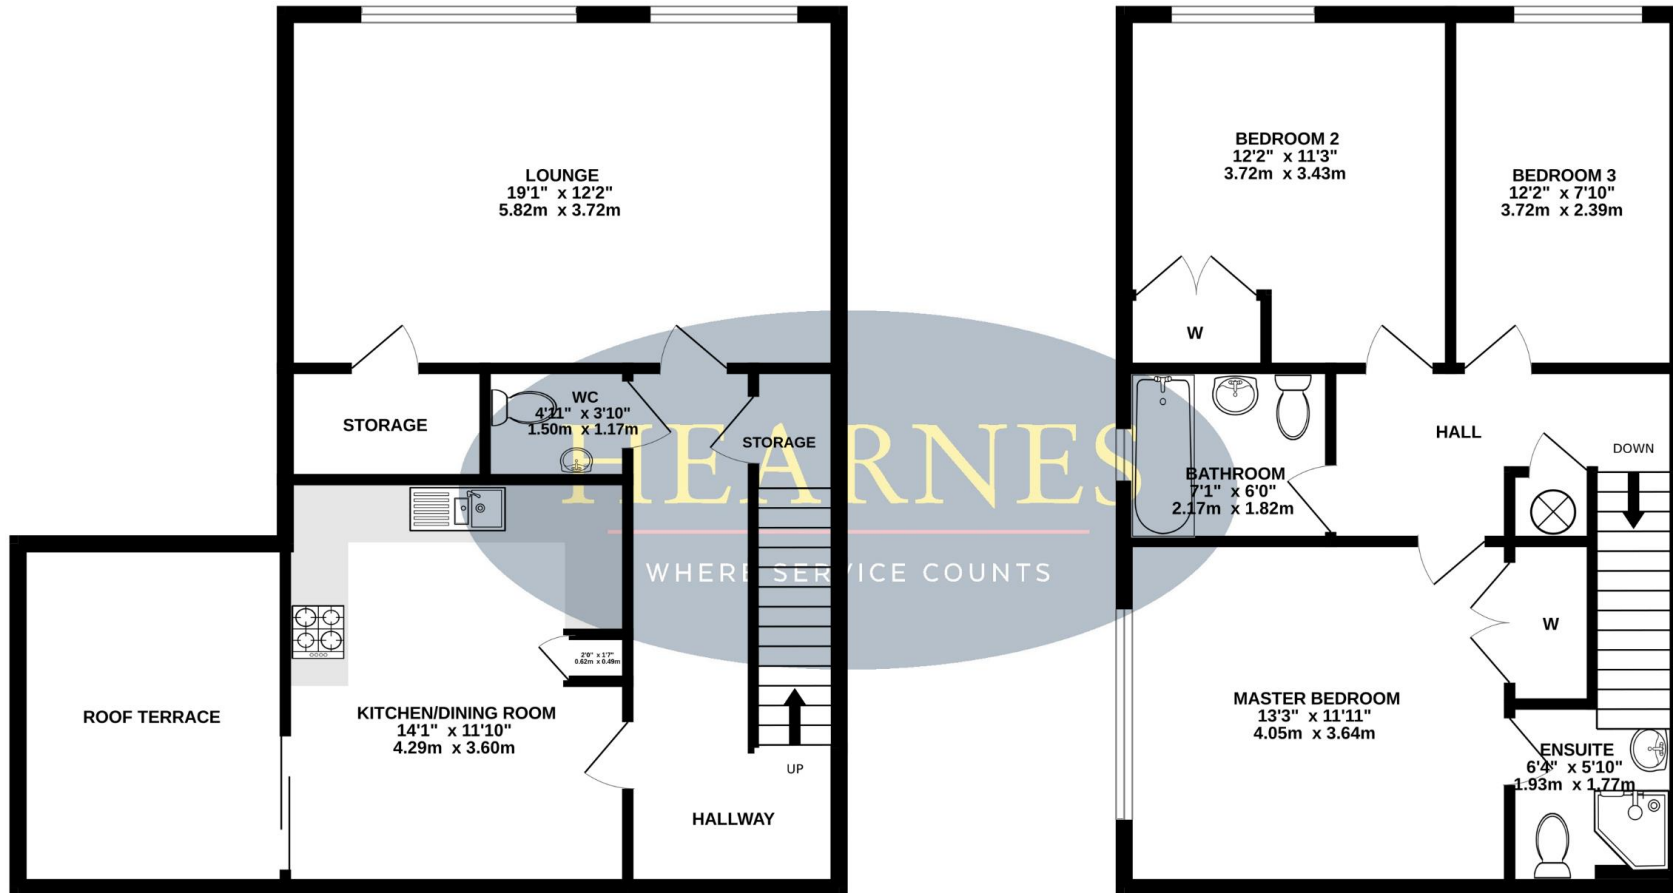 LOUNGE
19'1" x 12'2"
5.82m x 3.72m
STORAGE
WC
4'11" x 3'10"
1.50m x 1.17m
STORAGE
HEARNES
WHERE SERVICE COUNTS
2'0" x 1'7"
0.62m x 0.49m
ROOF TERRACE
KITCHEN/DINING ROOM
14'1" x 11'10"
4.29m x 3.60m
UP
HALLWAY
BEDROOM 2
12'2" x 11'3"
3.72m x 3.43m
BEDROOM 3
12'2" x 7'10"
3.72m x 2.39m
W
HALL
DOWN
BATHROOM
7'1" x 6'0"
2.17m x 1.82m
W
MASTER BEDROOM
13'3" x 11'11"
4.05m x 3.64m
ENSUITE
6'4" x 5'10"
1.93m x 1.77m